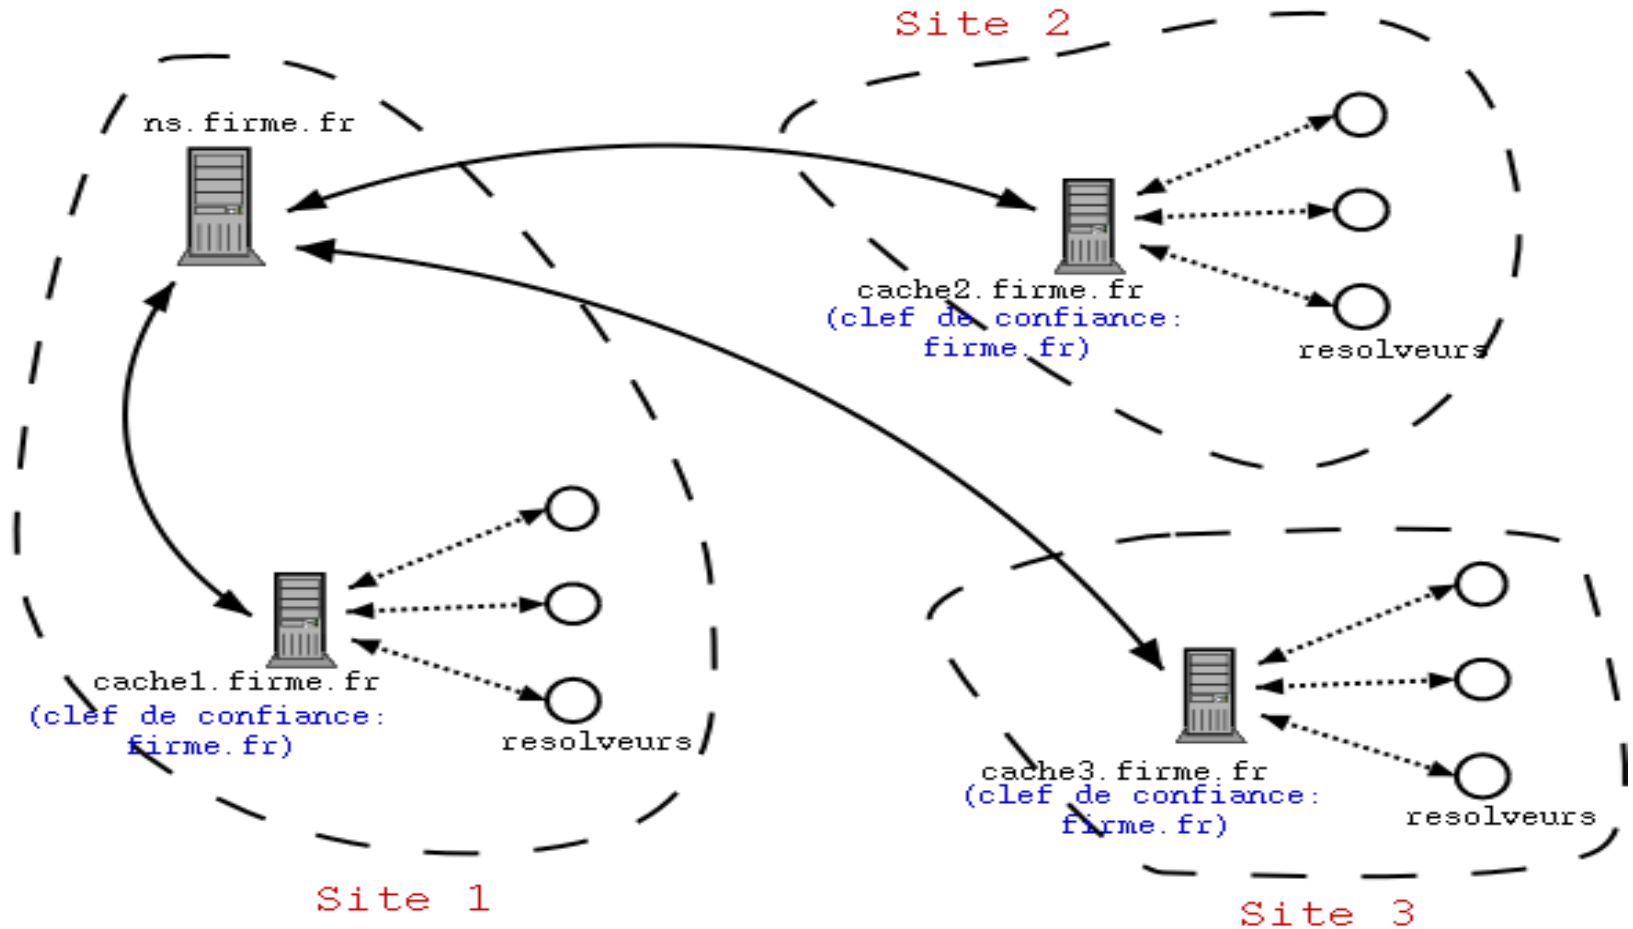 Site 2
ns.firme.fr
cache2.firme.fr
(clef de confiance:
firme.fr)
resolveurs
cache1.firme.fr
(clef de confiance:
firme.fr)
resolveurs
cache3.firme.fr
(clef de confiance:
firme.fr)
resolveurs
Site 1
Site 3